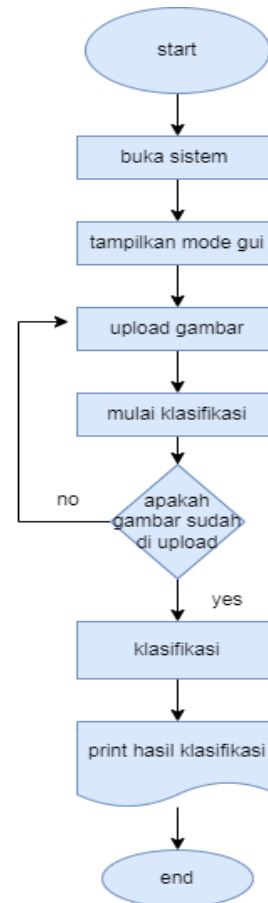 start
buka sistem
tampilkan mode gui
upload gambar
mulai klasifikasi
no
apakah
gambar sudah
di upload
yes
klasifikasi
print hasil klasifikasi
end